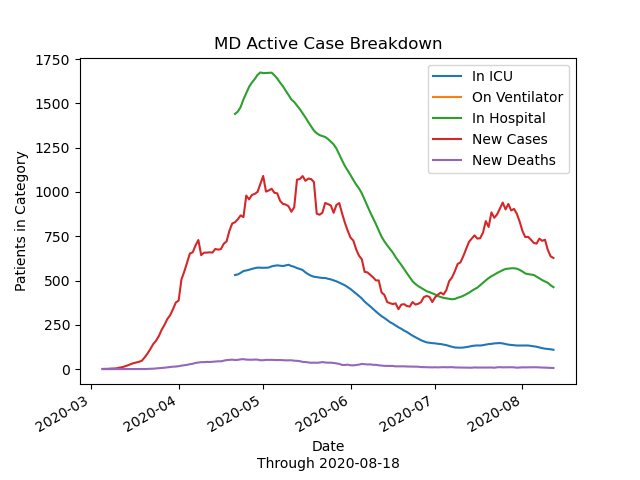 MD Active Case Breakdown
1750
1500
1250
1000
750
500
250
0
Patients in Category
In ICU
On Ventilator
In Hospital
New Cases
New Deaths
2020-03
2020-04
2020-05
2020-06
2020-07
2020-08
Date
Through 2020-08-18